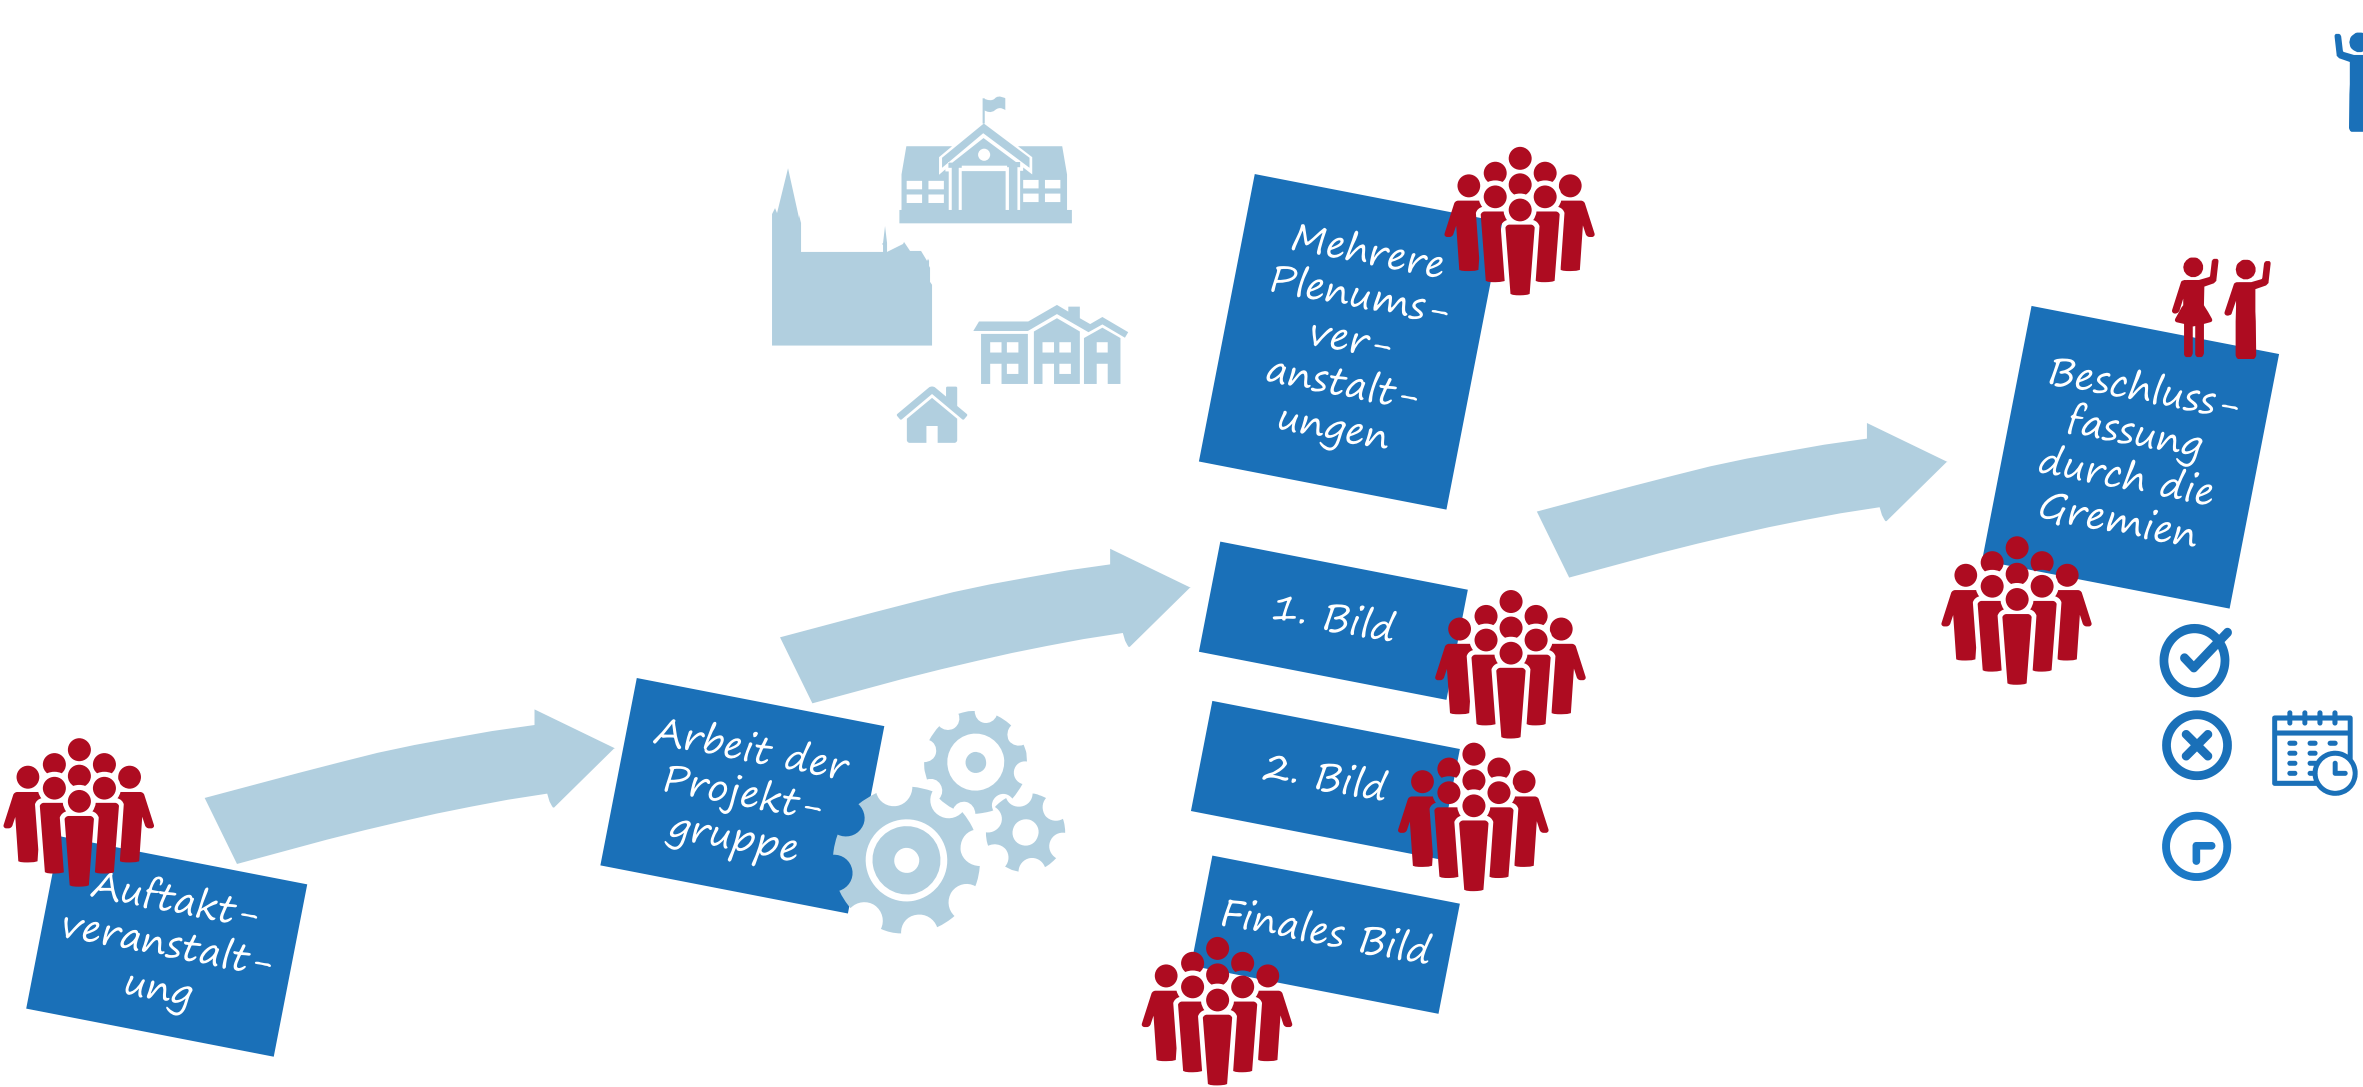 Auftakt-
veranstalt-
ung
Arbeit der
Projekt-
gruppe
Mehrere
Plenums-
ver-
anstalt-
ungen
1. Bild
2. Bild
Finales Bild
Beschluss-
fassung
durch die
Gremien